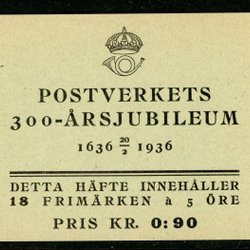 POSTVERKETS
300-ÅRSJUBILEUM
1636 20/2 1936
DETTA HÄFTE INNEHÅLLER
18 FRIMÄRKEN à 5 ÖRE
PRIS KR. 0:90